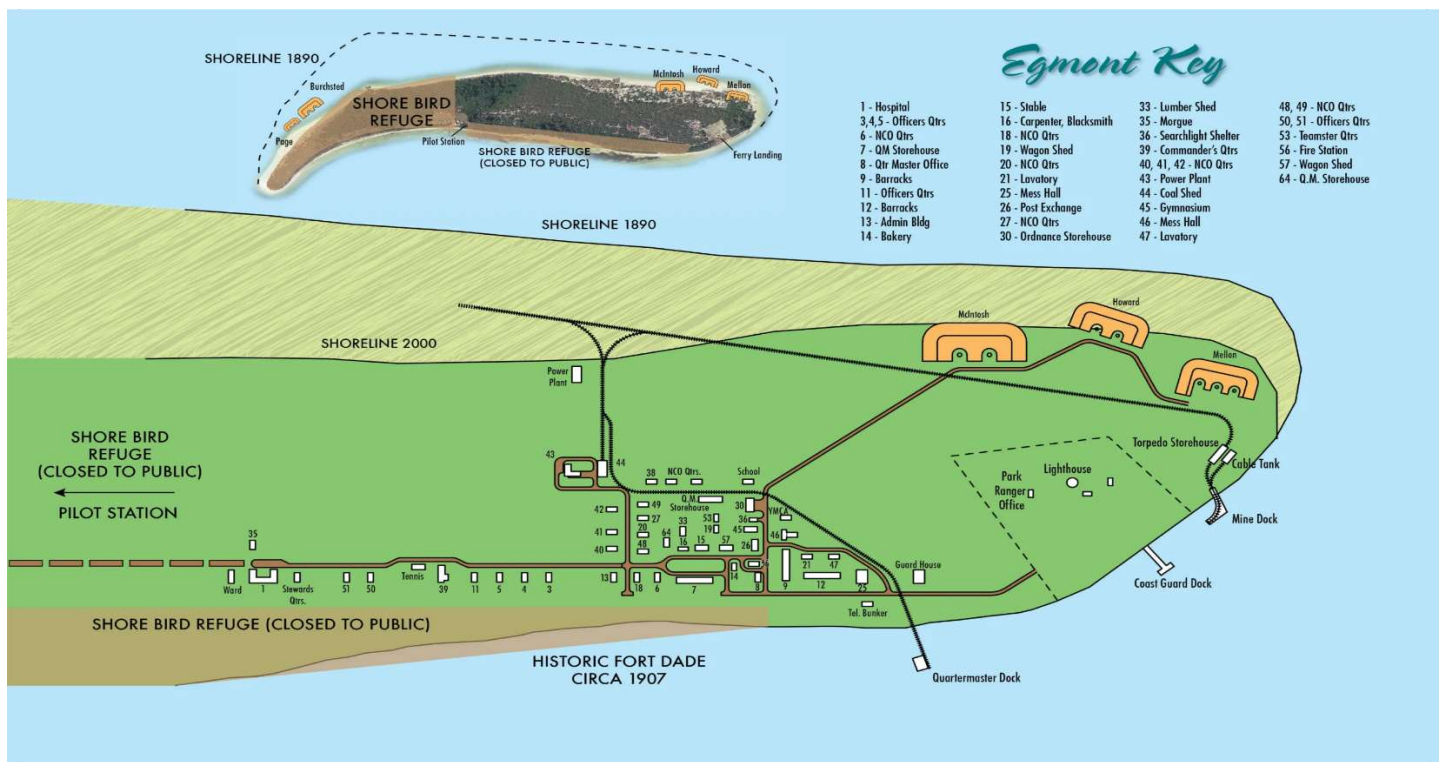 Egmont Key
SHORELINE 1890
Burchsted
Page
SHORE BIRD
REFUGE
Pilot Station
McIntosh
Howard
Mellon
SHORE BIRD REFUGE
(CLOSED TO PUBLIC)
Ferry Landing
1 - Hospital
3,4,5 - Officers Qtrs
6 - NCO Qtrs
7 - QM Storehouse
8 - Qtr Master Office
9 - Barracks
11 - Officers Qtrs
12 - Barracks
13 - Admin Bldg
14 - Bakery
15 - Stable
16 - Carpenter, Blacksmith
18 - NCO Qtrs
19 - Wagon Shed
20 - NCO Qtrs
21 - Lavatory
25 - Mess Hall
26 - Post Exchange
27 - NCO Qtrs
30 - Ordnance Storehouse
33 - Lumber Shed
35 - Morgue
36 - Searchlight Shelter
39 - Commander's Qtrs
40, 41, 42 - NCO Qtrs
43 - Power Plant
44 - Coal Shed
45 - Gymnasium
46 - Mess Hall
47 - Lavatory
48, 49 - NCO Qtrs
50, 51 - Officers Qtrs
53 - Teamster Qtrs
56 - Fire Station
57 - Wagon Shed
64 - Q.M. Storehouse
SHORELINE 1890
SHORELINE 2000
McIntosh
Howard
Mellon
Power
Plant
SHORE BIRD
REFUGE
(CLOSED TO PUBLIC)
PILOT STATION
Torpedo Storehouse
Cable Tank
Lighthouse
Park
Ranger
Office
Mine Dock
Coast Guard Dock
43
44
38
NCO Qtrs.
School
Q.M.
Storehouse
30
YMCA
42
49
27
33
53
36
41
20
64
19
45
46
40
48
16
15
57
26
35
Ward
1
Stewards
Qtrs.
51
50
Tennis
39
11
5
4
3
13
18
6
7
14
56
8
9
21
47
12
25
Guard House
Tel. Bunker
SHORE BIRD REFUGE (CLOSED TO PUBLIC)
HISTORIC FORT DADE
CIRCA 1907
Quartermaster Dock